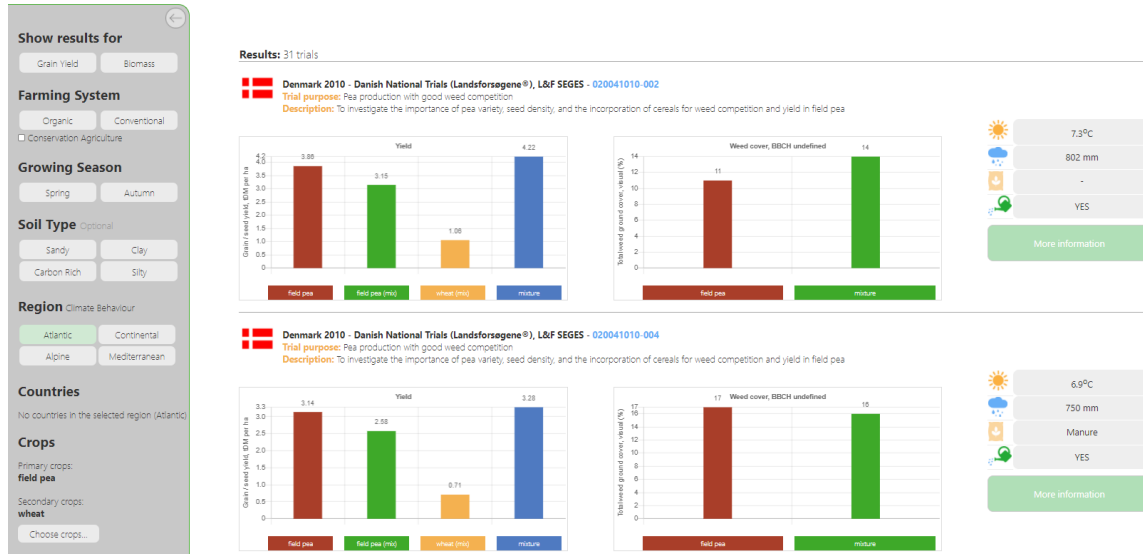 Show results for
Grain Yield Biomass
Farming System
Organic Conventional
Conservation Agriculture
Growing Season
Spring Autumn
Soil Type Optional
Sandy Clay
Carbon Rich Silty
Region Climate Behaviour
Atlantic Continental
Alpine Mediterranean
Countries
No countries in the selected region (Atlantic)
Crops
Primary crops:
field pea
Secondary crops:
wheat
Choose crops...
Results: 31 trials
Denmark 2010 - Danish National Trials (Landsforsøgene®), L&F SEGES - 020041010-002
Trial purpose: Pea production with good weed competition
Description: To investigate the importance of pea variety, seed density, and the incorporation of cereals for weed competition and yield in field pea
Yield
Grain / seed yield, tDM per ha
4.2
4.0
3.5
3.0
2.5
2.0
1.5
1.0
0.5
0
3.86
3.15
1.06
4.22
field pea field pea (mix) wheat (mix) mixture
Weed cover, BBCH undefined
Total weed ground cover, visual (%)
14
12
10
8
6
4
2
0
11
14
field pea mixture
7.3°C
802 mm
-
YES
More information
Denmark 2010 - Danish National Trials (Landsforsøgene®), L&F SEGES - 020041010-004
Trial purpose: Pea production with good weed competition
Description: To investigate the importance of pea variety, seed density, and the incorporation of cereals for weed competition and yield in field pea
Yield
Grain / seed yield, tDM per ha
3.3
3.0
2.5
2.0
1.5
1.0
0.5
0
3.14
2.58
0.71
3.28
field pea field pea (mix) wheat (mix) mixture
Weed cover, BBCH undefined
Total weed ground cover, visual (%)
17
16
14
12
10
8
6
4
2
0
17
16
field pea mixture
6.9°C
750 mm
Manure
YES
More information